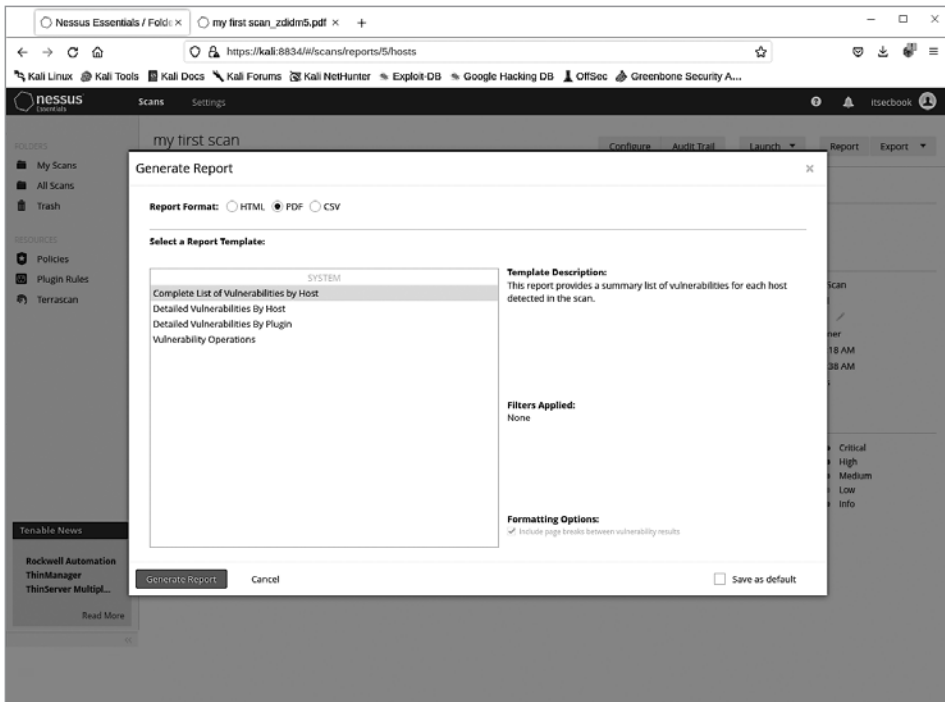 Nessus Essentials / Folde ×
my first scan_zdidm5.pdf ×
https://kali:8834/#/scans/reports/5/hosts
Kali Linux Kali Tools Kali Docs Kali Forums Kali NetHunter Exploit-DB Google Hacking DB OffSec Greenbone Security A...
nessus
Essentials
Scans
Settings
itsecbook
FOLDERS
My Scans
All Scans
Trash
RESOURCES
Policies
Plugin Rules
Terrascan
Tenable News
Rockwell Automation
ThinManager
ThinServer Multipl...
Read More
my first scan
Configure
Audit Trail
Launch
Report
Export
Generate Report
Report Format: HTML PDF CSV
Select a Report Template:
SYSTEM
Complete List of Vulnerabilities by Host
Detailed Vulnerabilities By Host
Detailed Vulnerabilities By Plugin
Vulnerability Operations
Template Description:
This report provides a summary list of vulnerabilities for each host
detected in the scan.
Filters Applied:
None
Formatting Options:
Include page breaks between vulnerability results
Generate Report
Cancel
Save as default
Scan
ner
18 AM
38 AM
Critical
High
Medium
Low
Info